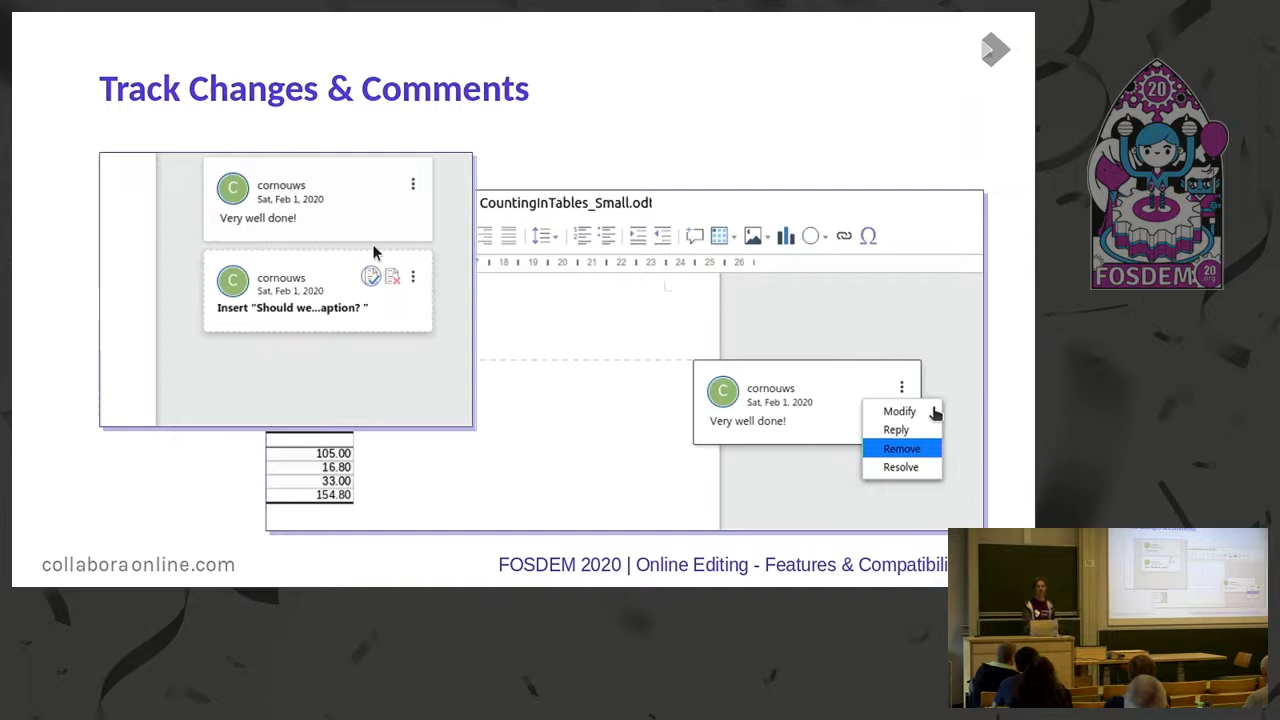 Track Changes & Comments
C
cornouws
Sat, Feb 1, 2020
Very well done!
C
cornouws
Sat, Feb 1, 2020
Insert "Should we...aption? "
CountingInTables_Small.odt
18 19 20 21 22 23 24 25 26
C
cornouws
Sat, Feb 1, 2020
Very well done!
Modify
Reply
Remove
Resolve
105.00
16.80
33.00
154.80
collaboraonline.com
FOSDEM 2020 | Online Editing - Features & Compatibili
20
FOSDEM
20
.org